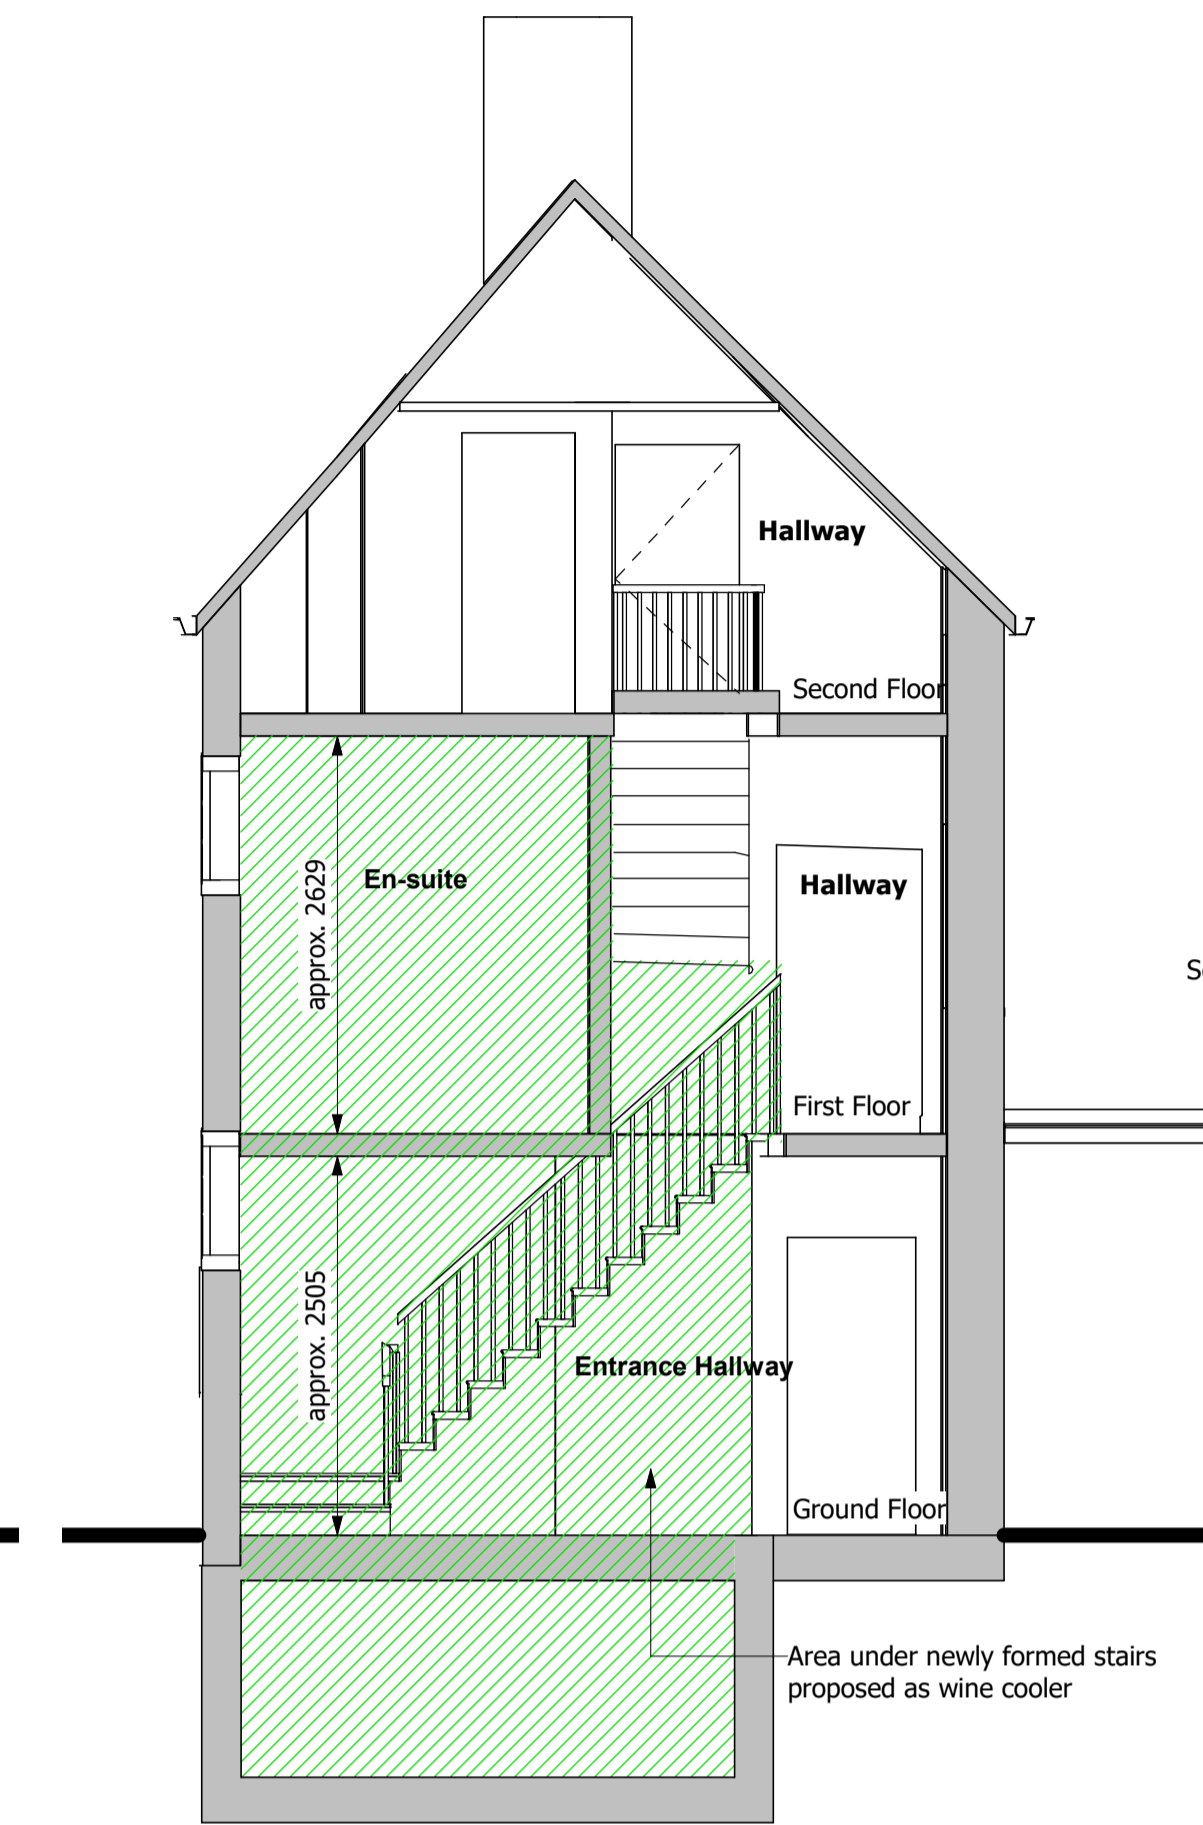 Hallway
Second Floor
approx. 2629
En-suite
Hallway
First Floor
approx. 2505
Entrance Hallway
Ground Floor
Area under newly formed stairs
proposed as wine cooler